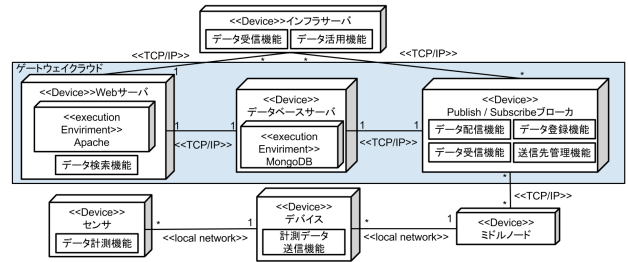 <<Device>>インフラサーバ
データ受信機能
データ活用機能
<<TCP/IP>>
<<TCP/IP>>
*
*
ゲートウェイクラウド
1
*
<<Device>>Webサーバ
<<execution
Enviriment>>
Apache
データ検索機能
1
1
<<TCP/IP>>
<<Device>>
データベースサーバ
<<execution
Enviriment>>
MongoDB
1
1
<<TCP/IP>>
<<Device>>
Publish / Subscribeブローカ
データ配信機能
データ登録機能
データ受信機能
送信先管理機能
*
<<TCP/IP>>
*
<<Device>>
センサ
データ計測機能
*
1
<<local network>>
<<Device>>
デバイス
計測データ
送信機能
*
1
<<local network>>
<<Device>>
ミドルノード